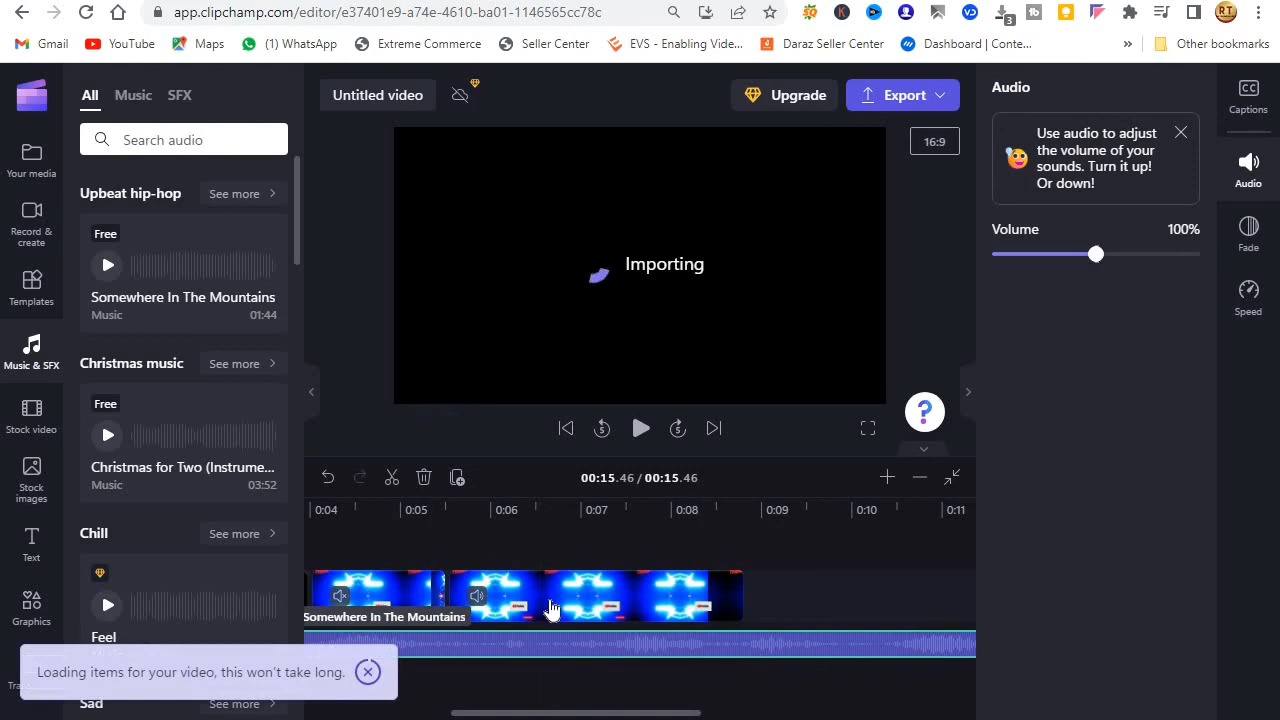 app.clipchamp.com/editor/e37401e9-a74e-4610-ba01-1146565cc78c
3
RT
Gmail
YouTube
Maps
(1) WhatsApp
Extreme Commerce
Seller Center
EVS - Enabling Vide...
Daraz Seller Center
Dashboard | Conte...
»
Other bookmarks
All
Music
SFX
Untitled video
Upgrade
Export
Audio
CC
Captions
Search audio
16:9
Use audio to adjust
the volume of your
sounds. Turn it up!
Or down!
Your media
Audio
Upbeat hip-hop
See more
Volume
100%
Record &
create
Free
Fade
Importing
Templates
Somewhere In The Mountains
Music
01:44
Speed
Music & SFX
Christmas music
See more
Free
Stock video
?
5
5
Christmas for Two (Instrume...
Music
03:52
Stock
images
00:15.46 / 00:15.46
0:04
0:05
0:06
0:07
0:08
0:09
0:10
0:11
Chill
See more
Text
Graphics
Somewhere In The Mountains
Feel
Loading items for your video, this won't take long.
Sad
See more